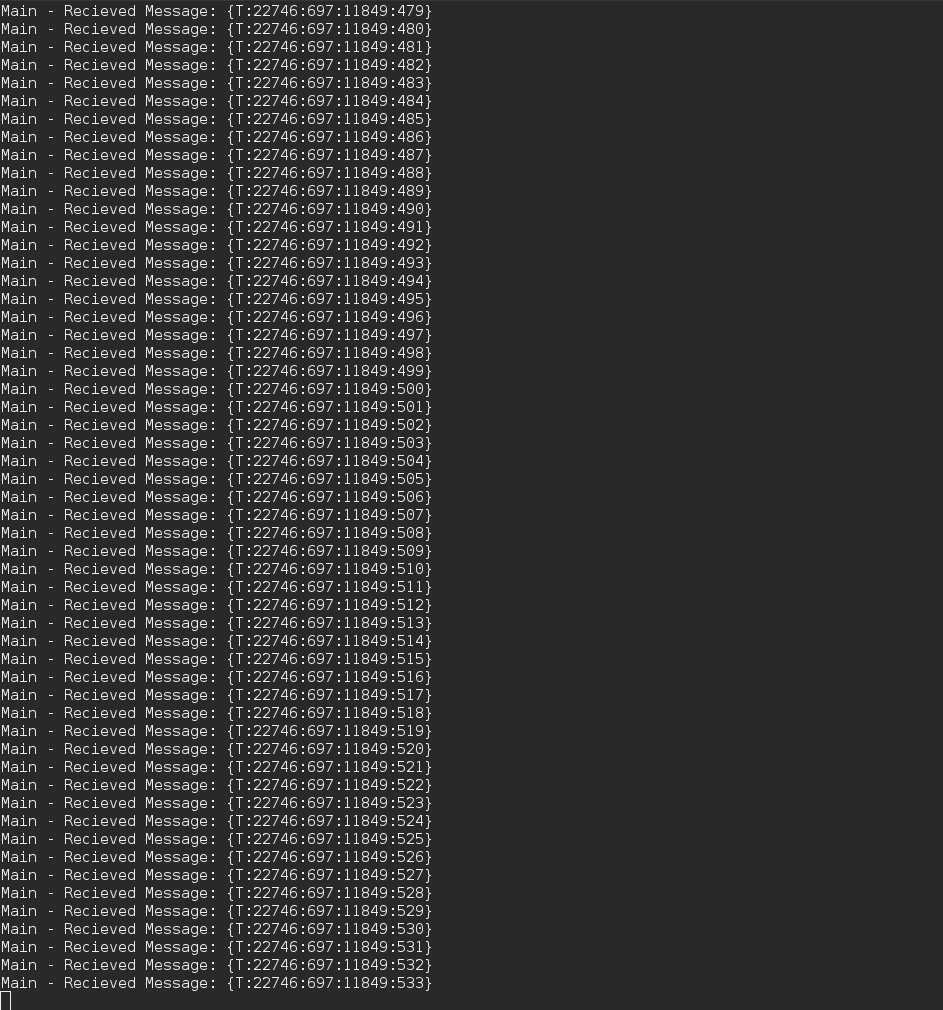 Main - Recieved Message: {T:22746:697:11849:479}
Main - Recieved Message: {T:22746:697:11849:480}
Main - Recieved Message: {T:22746:697:11849:481}
Main - Recieved Message: {T:22746:697:11849:482}
Main - Recieved Message: {T:22746:697:11849:483}
Main - Recieved Message: {T:22746:697:11849:484}
Main - Recieved Message: {T:22746:697:11849:485}
Main - Recieved Message: {T:22746:697:11849:486}
Main - Recieved Message: {T:22746:697:11849:487}
Main - Recieved Message: {T:22746:697:11849:488}
Main - Recieved Message: {T:22746:697:11849:489}
Main - Recieved Message: {T:22746:697:11849:490}
Main - Recieved Message: {T:22746:697:11849:491}
Main - Recieved Message: {T:22746:697:11849:492}
Main - Recieved Message: {T:22746:697:11849:493}
Main - Recieved Message: {T:22746:697:11849:494}
Main - Recieved Message: {T:22746:697:11849:495}
Main - Recieved Message: {T:22746:697:11849:496}
Main - Recieved Message: {T:22746:697:11849:497}
Main - Recieved Message: {T:22746:697:11849:498}
Main - Recieved Message: {T:22746:697:11849:499}
Main - Recieved Message: {T:22746:697:11849:500}
Main - Recieved Message: {T:22746:697:11849:501}
Main - Recieved Message: {T:22746:697:11849:502}
Main - Recieved Message: {T:22746:697:11849:503}
Main - Recieved Message: {T:22746:697:11849:504}
Main - Recieved Message: {T:22746:697:11849:505}
Main - Recieved Message: {T:22746:697:11849:506}
Main - Recieved Message: {T:22746:697:11849:507}
Main - Recieved Message: {T:22746:697:11849:508}
Main - Recieved Message: {T:22746:697:11849:509}
Main - Recieved Message: {T:22746:697:11849:510}
Main - Recieved Message: {T:22746:697:11849:511}
Main - Recieved Message: {T:22746:697:11849:512}
Main - Recieved Message: {T:22746:697:11849:513}
Main - Recieved Message: {T:22746:697:11849:514}
Main - Recieved Message: {T:22746:697:11849:515}
Main - Recieved Message: {T:22746:697:11849:516}
Main - Recieved Message: {T:22746:697:11849:517}
Main - Recieved Message: {T:22746:697:11849:518}
Main - Recieved Message: {T:22746:697:11849:519}
Main - Recieved Message: {T:22746:697:11849:520}
Main - Recieved Message: {T:22746:697:11849:521}
Main - Recieved Message: {T:22746:697:11849:522}
Main - Recieved Message: {T:22746:697:11849:523}
Main - Recieved Message: {T:22746:697:11849:524}
Main - Recieved Message: {T:22746:697:11849:525}
Main - Recieved Message: {T:22746:697:11849:526}
Main - Recieved Message: {T:22746:697:11849:527}
Main - Recieved Message: {T:22746:697:11849:528}
Main - Recieved Message: {T:22746:697:11849:529}
Main - Recieved Message: {T:22746:697:11849:530}
Main - Recieved Message: {T:22746:697:11849:531}
Main - Recieved Message: {T:22746:697:11849:532}
Main - Recieved Message: {T:22746:697:11849:533}